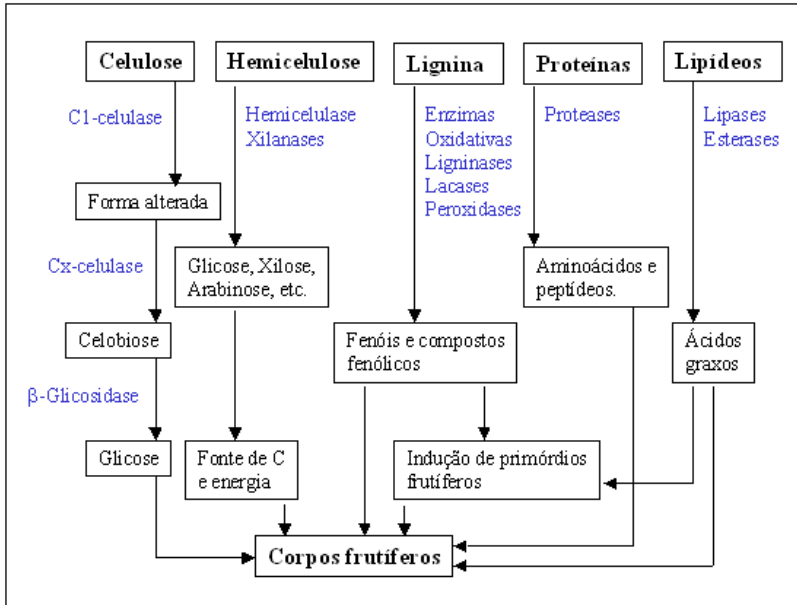 Celulose
Hemicelulose
Lignina
Proteínas
Lipídeos
C1-celulase
Hemicelulase
Xilanases
Enzimas
Oxidativas
Ligninases
Lacases
Peroxidases
Proteases
Lipases
Esterases
Forma alterada
Cx-celulase
Glicose, Xilose,
Arabinose, etc.
Aminoácidos e
peptídeos.
Celobiose
Fenóis e compostos
fenólicos
Ácidos
graxos
β-Glicosidase
Glicose
Fonte de C
e energia
Indução de primórdios
frutíferos
Corpos frutíferos